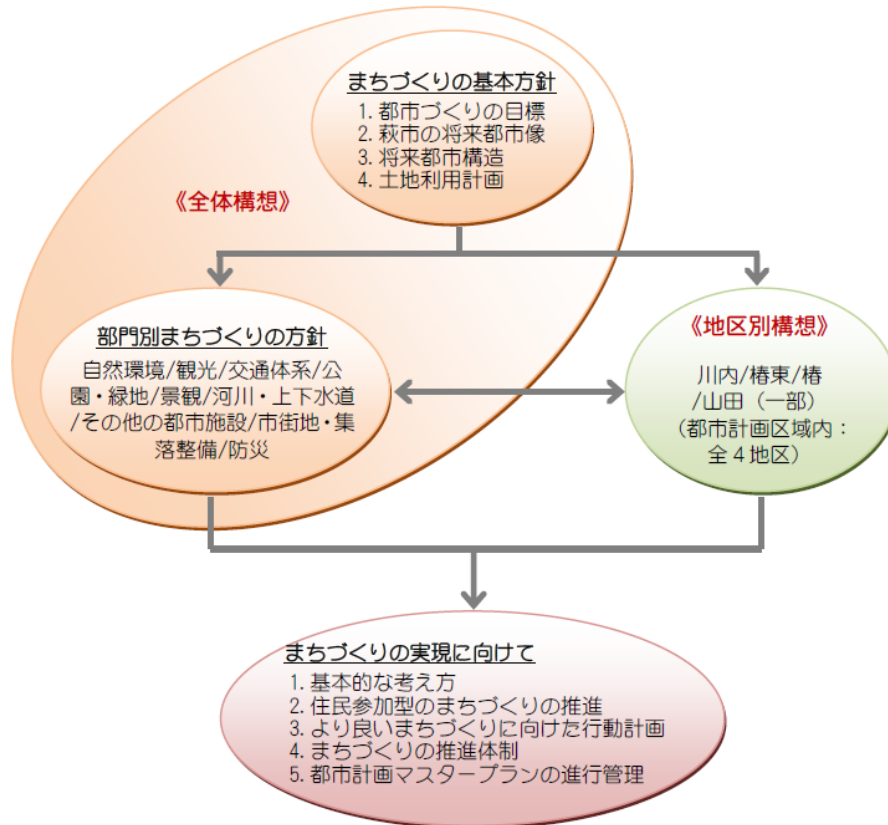 まちづくりの基本方針
1. 都市づくりの目標
2. 萩市の将来都市像
3. 将来都市構造
4. 土地利用計画
《全体構想》
部門別まちづくりの方針
自然環境/観光/交通体系/公
園・緑地/景観/河川・上下水道
/その他の都市施設/市街地・集
落整備/防災
《地区別構想》
川内/椿東/椿
/山田（一部）
（都市計画区域内：
全４地区）
まちづくりの実現に向けて
1. 基本的な考え方
2. 住民参加型のまちづくりの推進
3. より良いまちづくりに向けた行動計画
4. まちづくりの推進体制
5. 都市計画マスタープランの進行管理